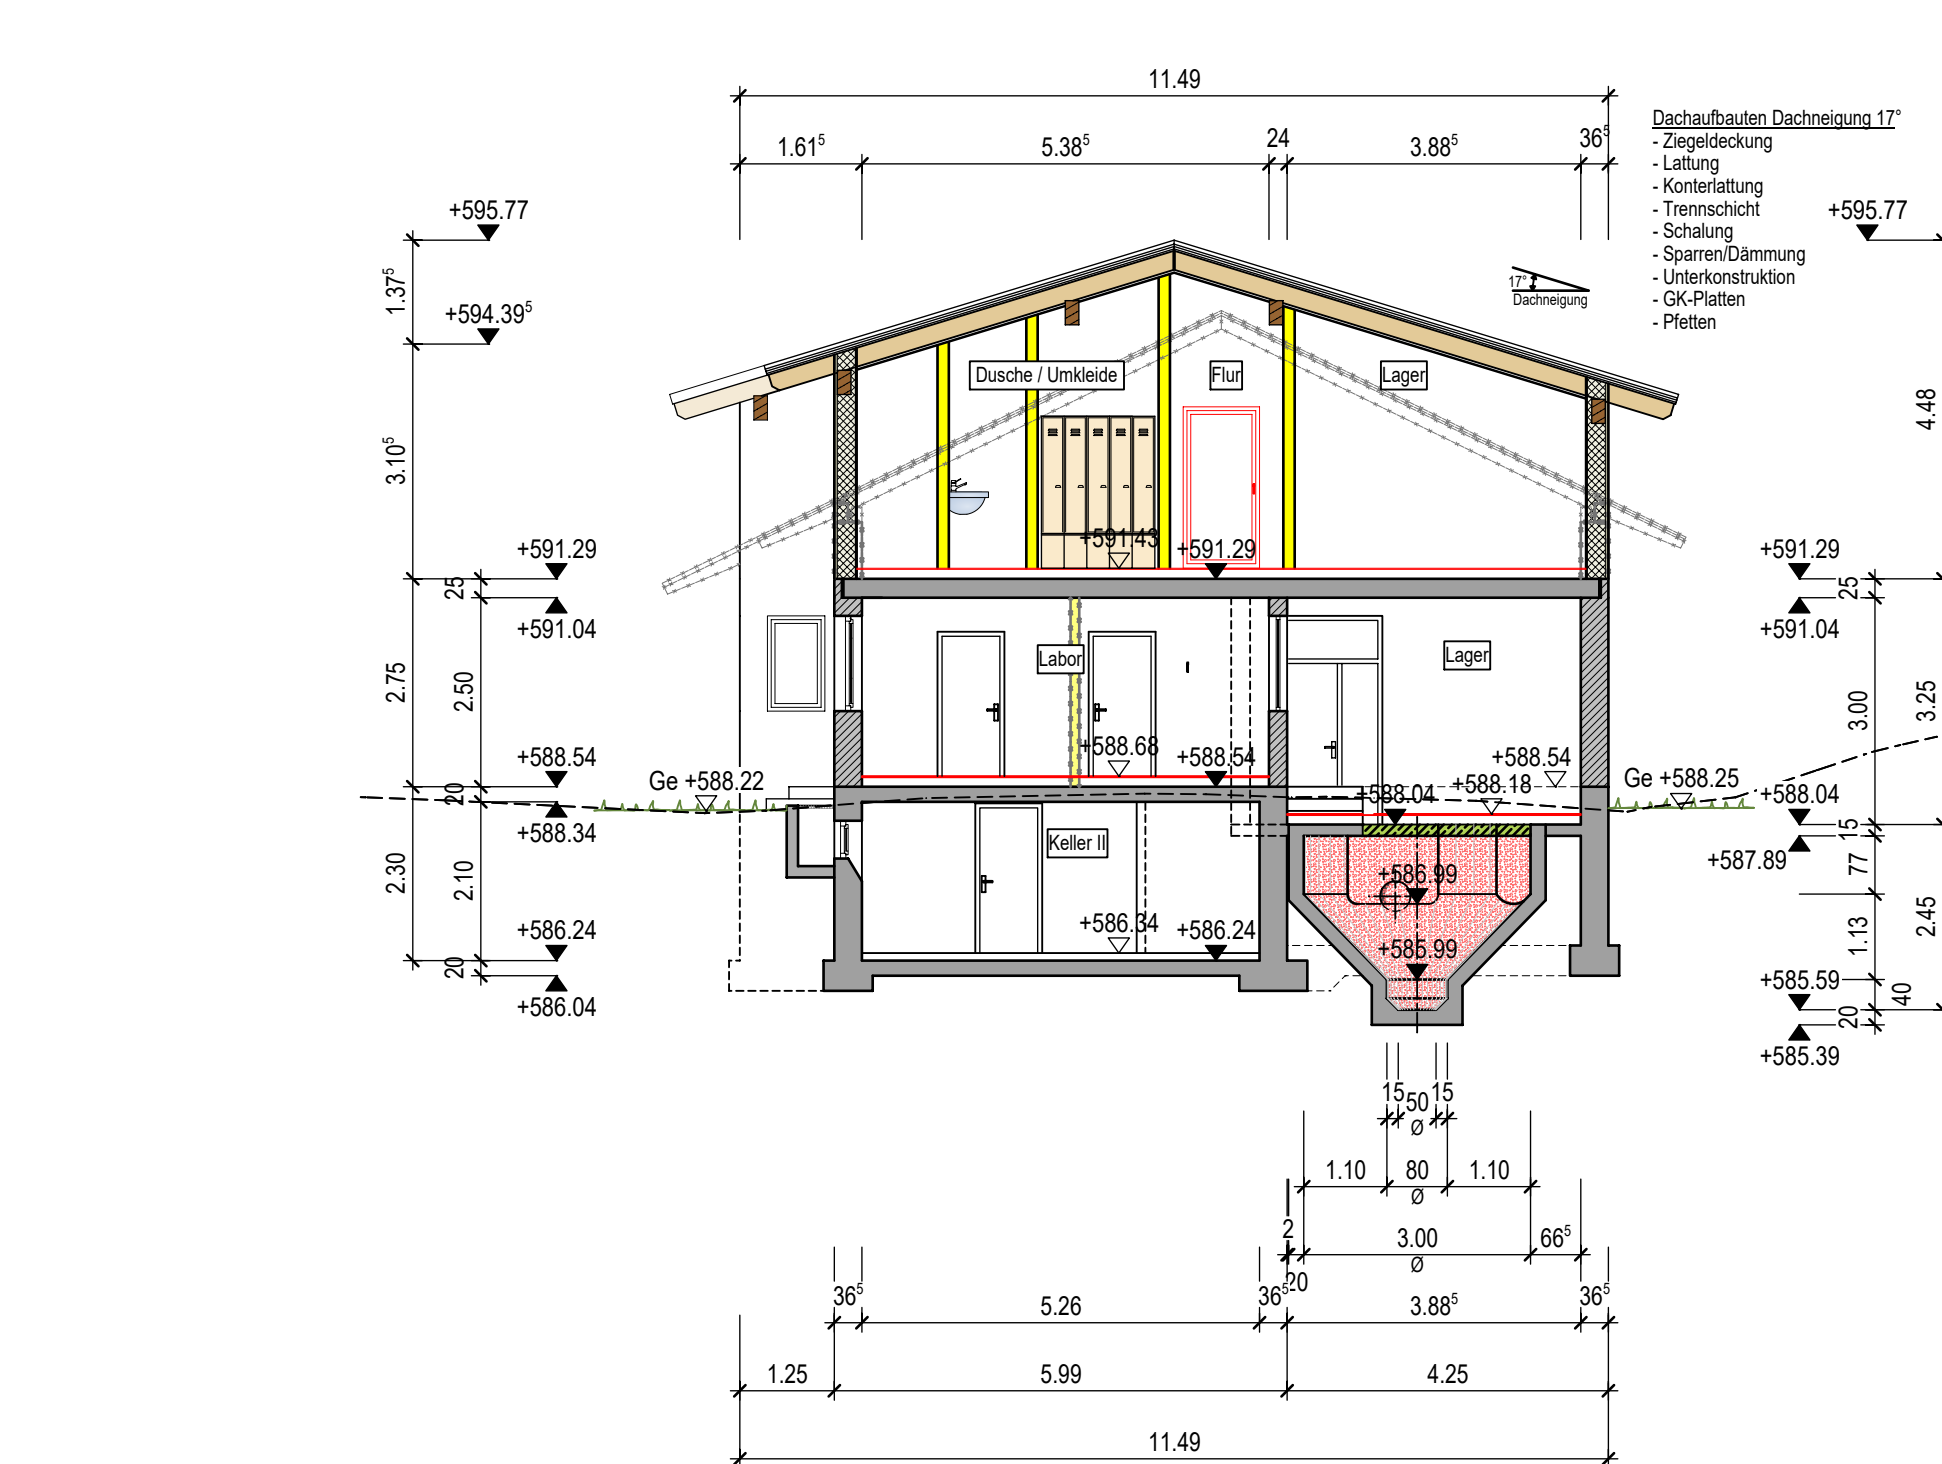 11.49
1.61⁵ 5.38⁵ 24 3.88⁵ 36⁵
Dachaufbauten Dachneigung 17°
- Ziegeldeckung
- Lattung
- Konterlattung
- Trennschicht
- Schalung
- Sparren/Dämmung
- Unterkonstruktion
- GK-Platten
- Pfetten
+595.77
+595.77
1.37⁵
+594.39⁵
17°
Dachneigung
Dusche / Umkleide
Flur
Lager
3.10⁵
4.48
+591.43
+591.29
+591.29
+591.29
25
25
+591.04
+591.04
Labor
Lager
2.75
2.50
3.00
3.25
+588.68
+588.54
+588.54
+588.54
Ge +588.22
+588.18
Ge +588.25
+588.04
+588.04
20
+588.34
15
+587.89
Keller II
2.30
2.10
77
+586.99
1.13
2.45
+586.34
+586.24
+586.24
+585.99
20
+586.04
+585.59
40
20
+585.39
15 50 15
Ø
1.10 80 1.10
Ø
2
3.00 66⁵
Ø
20
36⁵ 5.26 36⁵ 3.88⁵ 36⁵
1.25 5.99 4.25
11.49